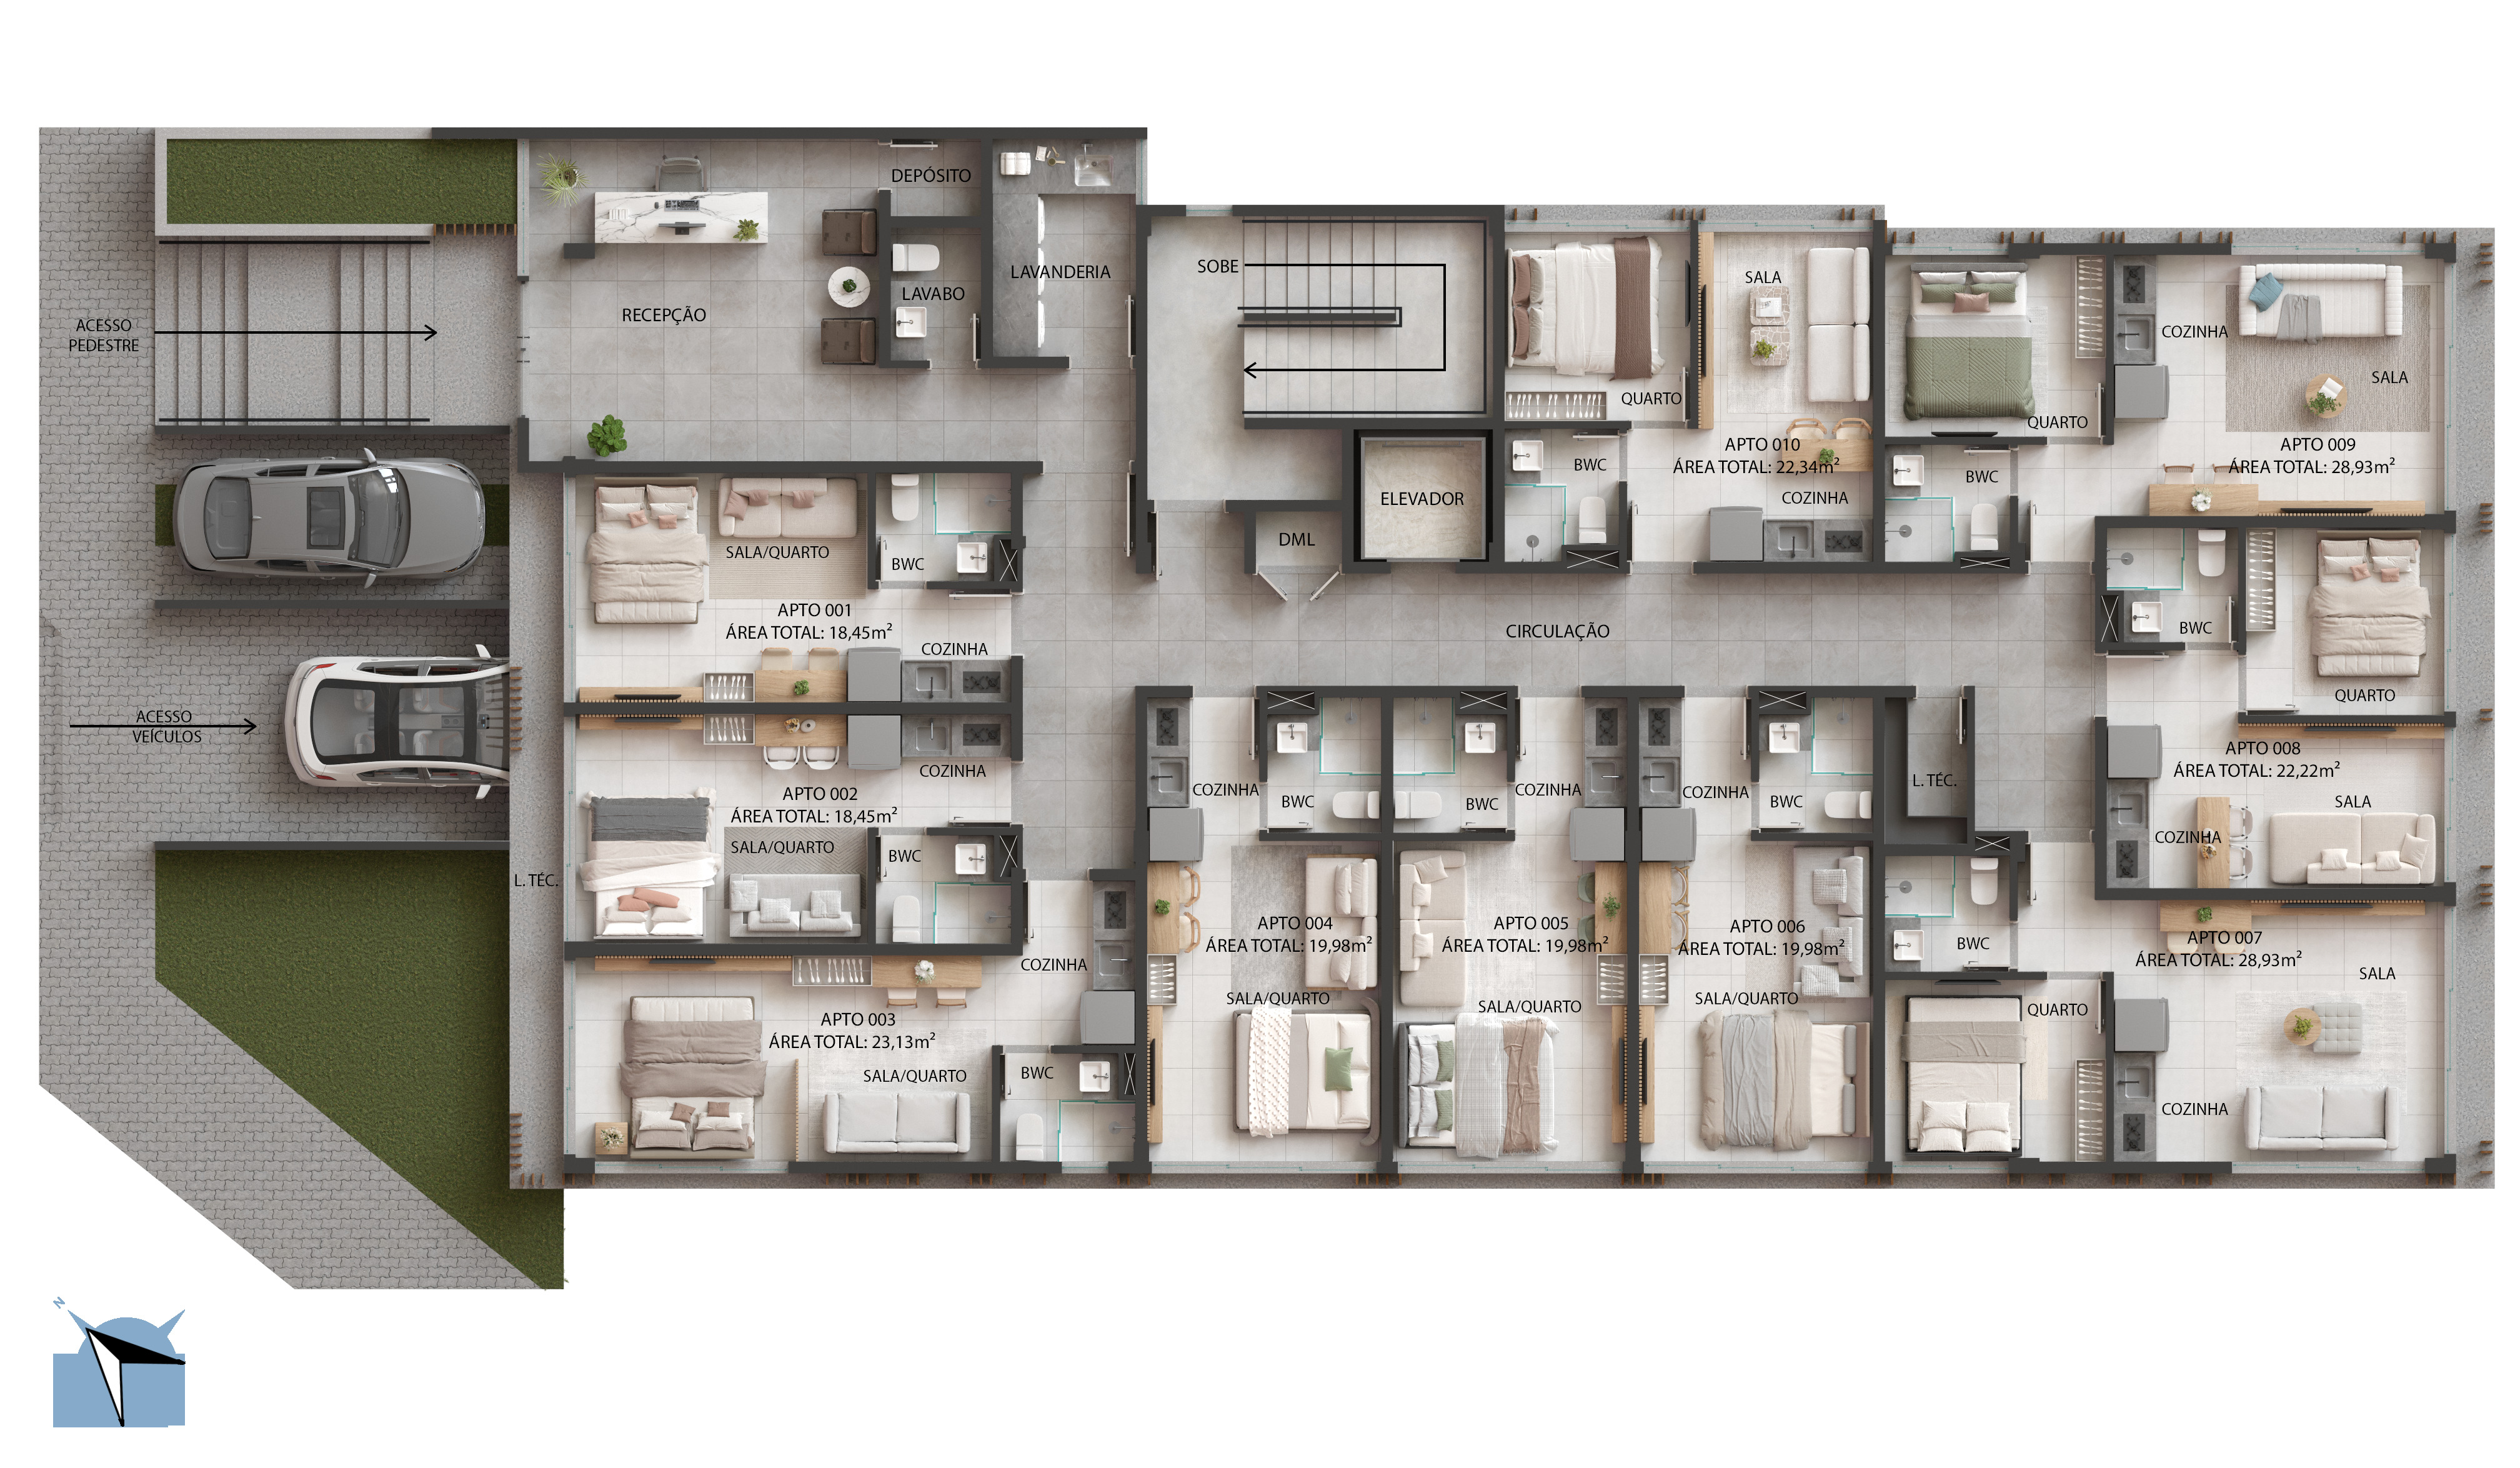 ACESSO
PEDESTRE
RECEPÇÃO
DEPÓSITO
LAVABO
LAVANDERIA
SOBE
ELEVADOR
DML
CIRCULAÇÃO
QUARTO
SALA
BWC
APTO 010
ÁREA TOTAL: 22,34m²
COZINHA
QUARTO
BWC
COZINHA
SALA
APTO 009
ÁREA TOTAL: 28,93m²
SALA/QUARTO
BWC
APTO 001
ÁREA TOTAL: 18,45m²
COZINHA
BWC
QUARTO
APTO 008
ÁREA TOTAL: 22,22m²
SALA
COZINHA
ACESSO
VEÍCULOS
COZINHA
APTO 002
ÁREA TOTAL: 18,45m²
SALA/QUARTO
BWC
L. TÉC.
COZINHA
BWC
APTO 004
ÁREA TOTAL: 19,98m²
SALA/QUARTO
BWC
COZINHA
APTO 005
ÁREA TOTAL: 19,98m²
SALA/QUARTO
COZINHA
BWC
APTO 006
ÁREA TOTAL: 19,98m²
SALA/QUARTO
L. TÉC.
BWC
APTO 007
ÁREA TOTAL: 28,93m²
SALA
QUARTO
COZINHA
COZINHA
APTO 003
ÁREA TOTAL: 23,13m²
SALA/QUARTO
BWC
N